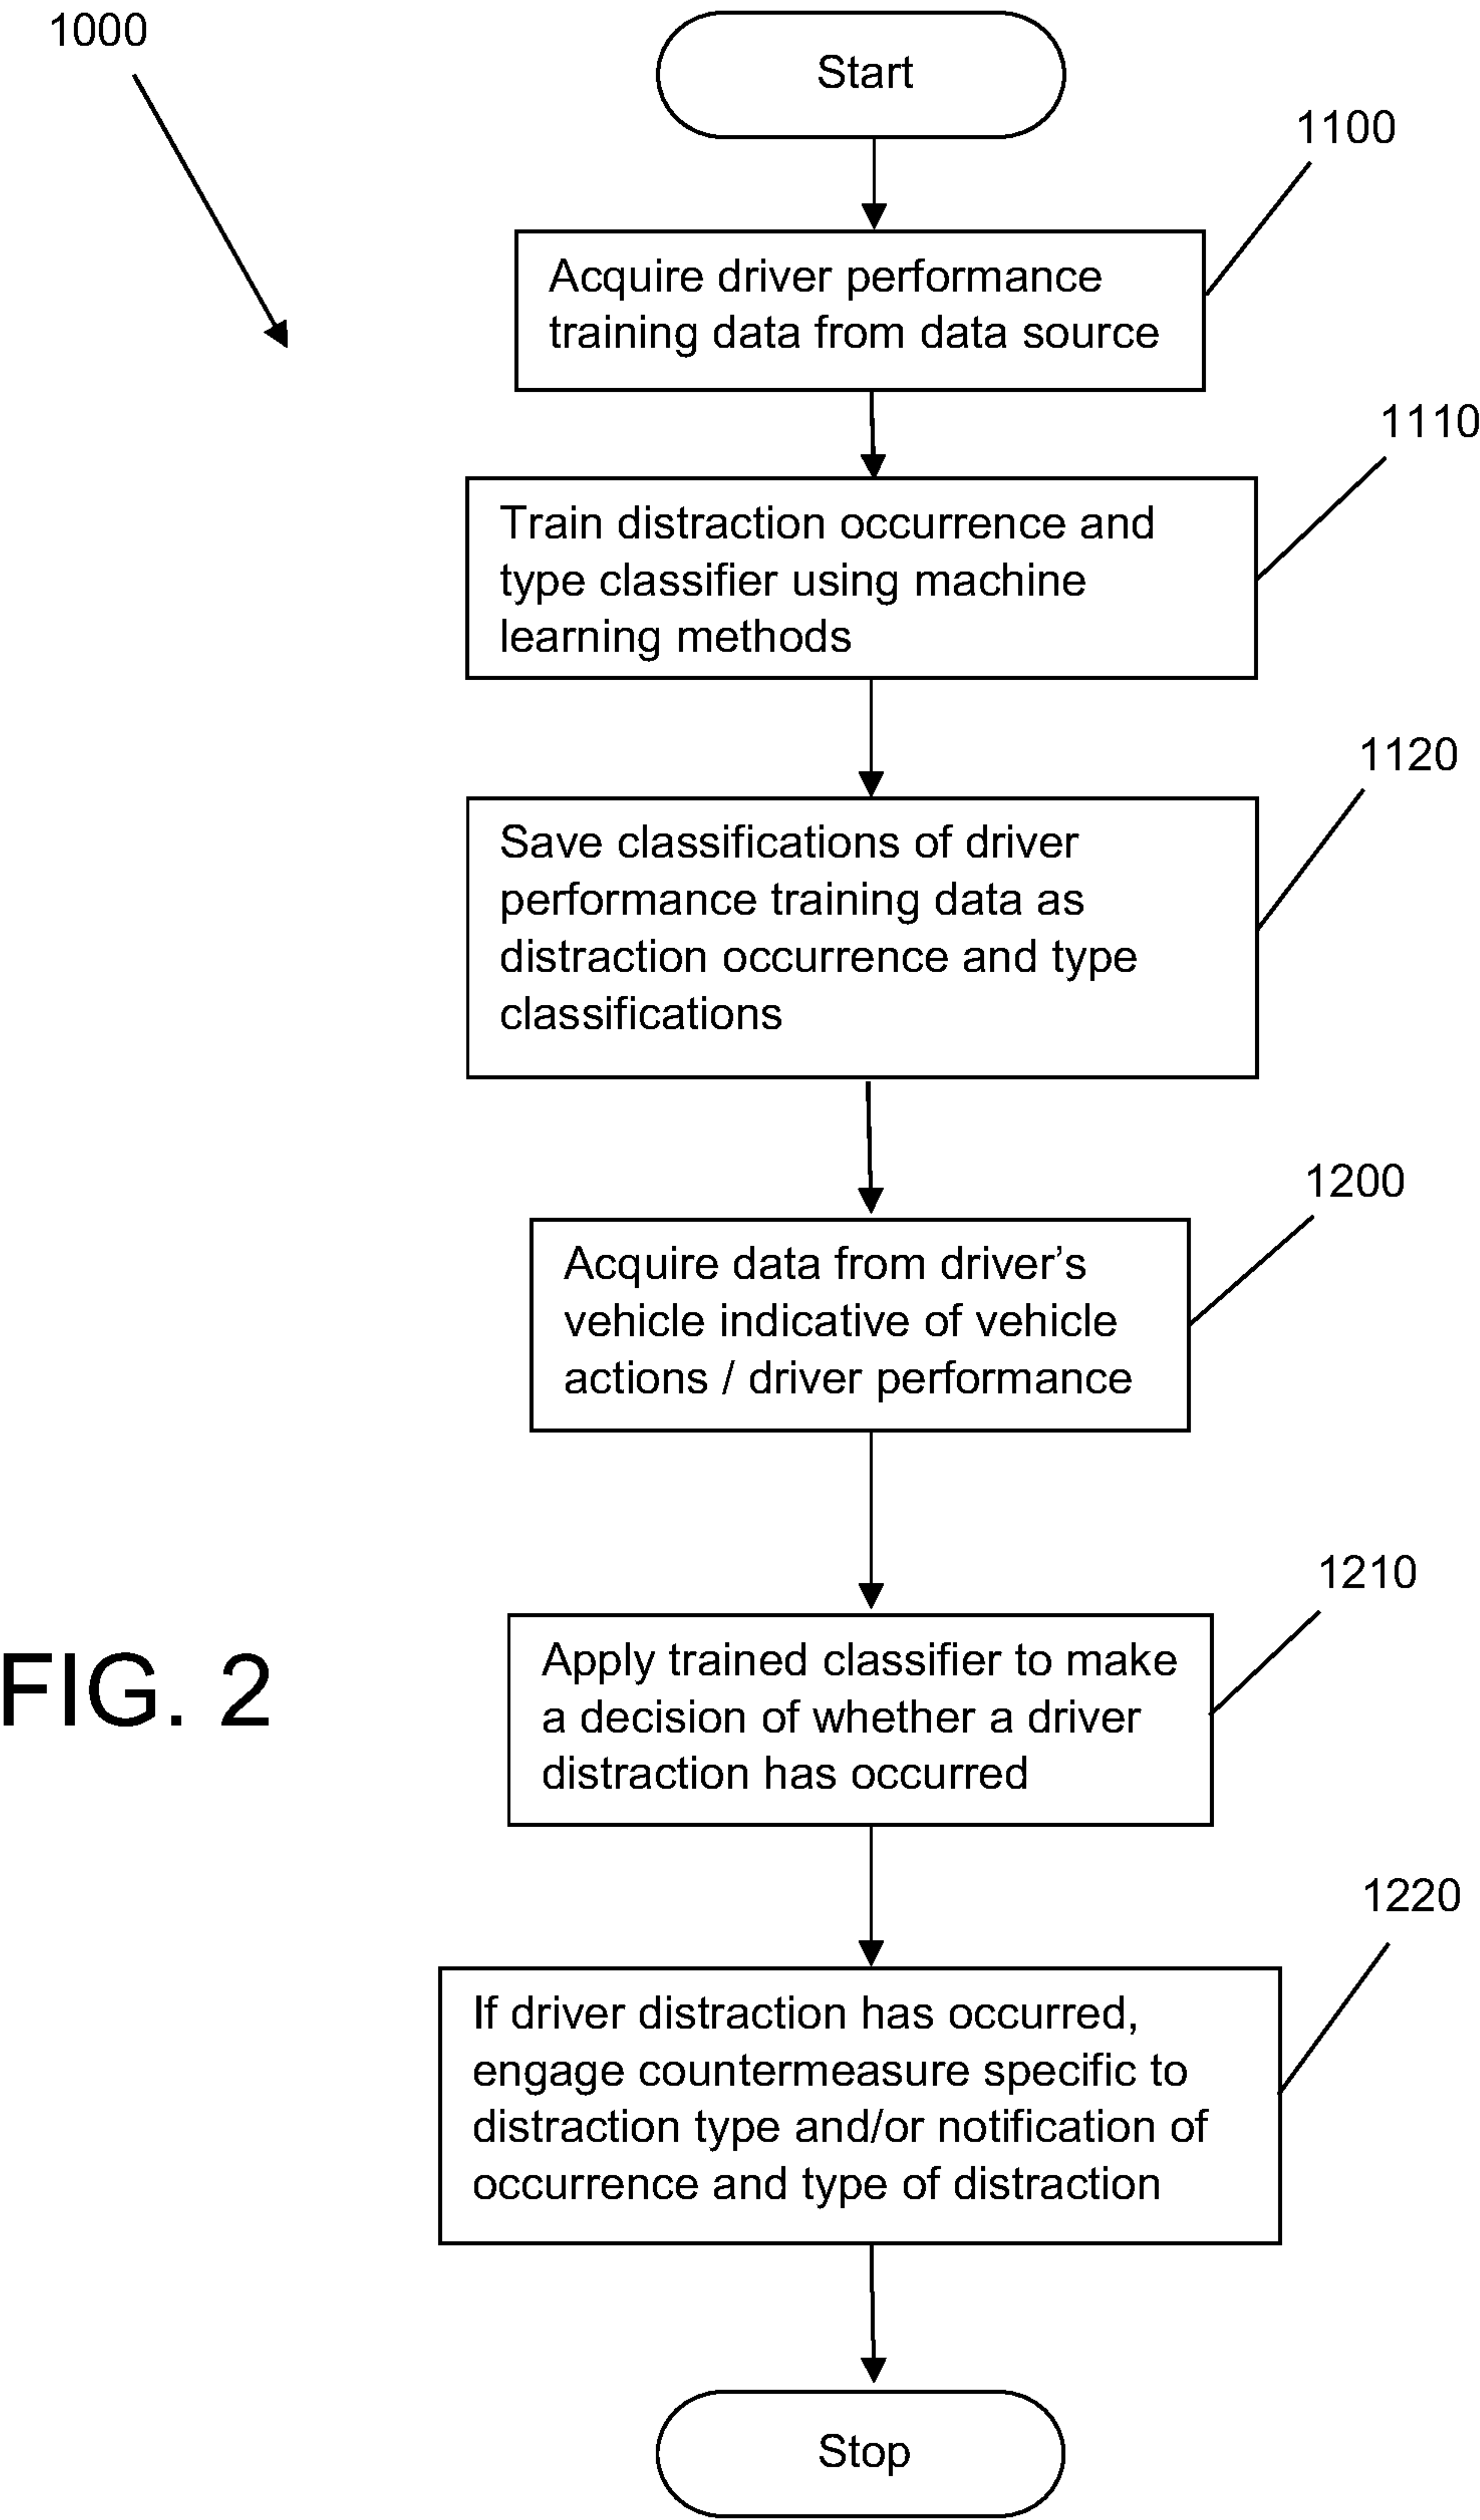 1000
Start
1100
Acquire driver performance
training data from data source
1110
Train distraction occurrence and
type classifier using machine
learning methods
1120
Save classifications of driver
performance training data as
distraction occurrence and type
classifications
1200
Acquire data from driver’s
vehicle indicative of vehicle
actions / driver performance
1210
Apply trained classifier to make
a decision of whether a driver
distraction has occurred
FIG. 2
1220
If driver distraction has occurred,
engage countermeasure specific to
distraction type and/or notification of
occurrence and type of distraction
Stop